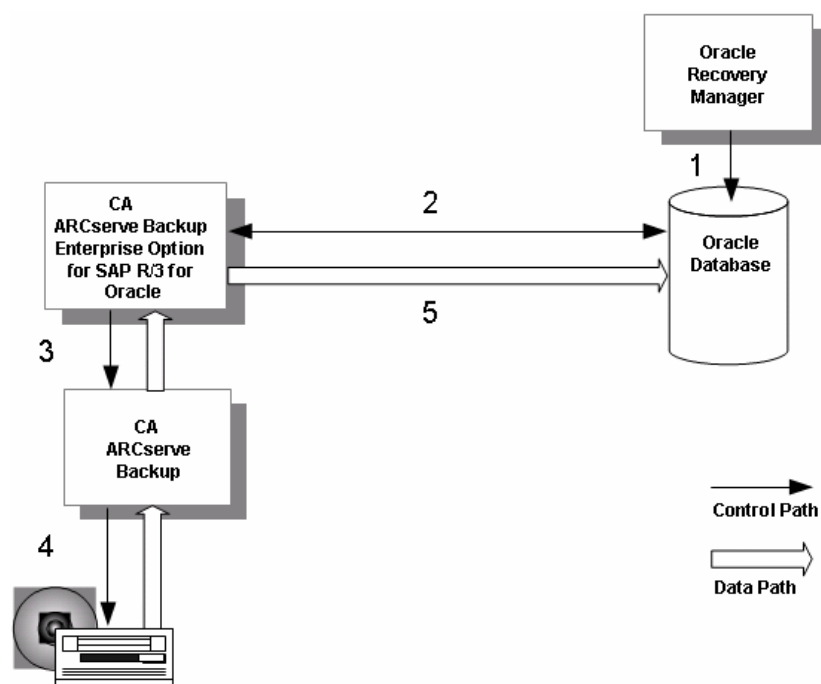 Oracle
Recovery
Manager
1
CA
ARCserve Backup
Enterprise Option
for SAP R/3 for
Oracle
2
Oracle
Database
5
3
CA
ARCserve
Backup
Control Path
4
Data Path